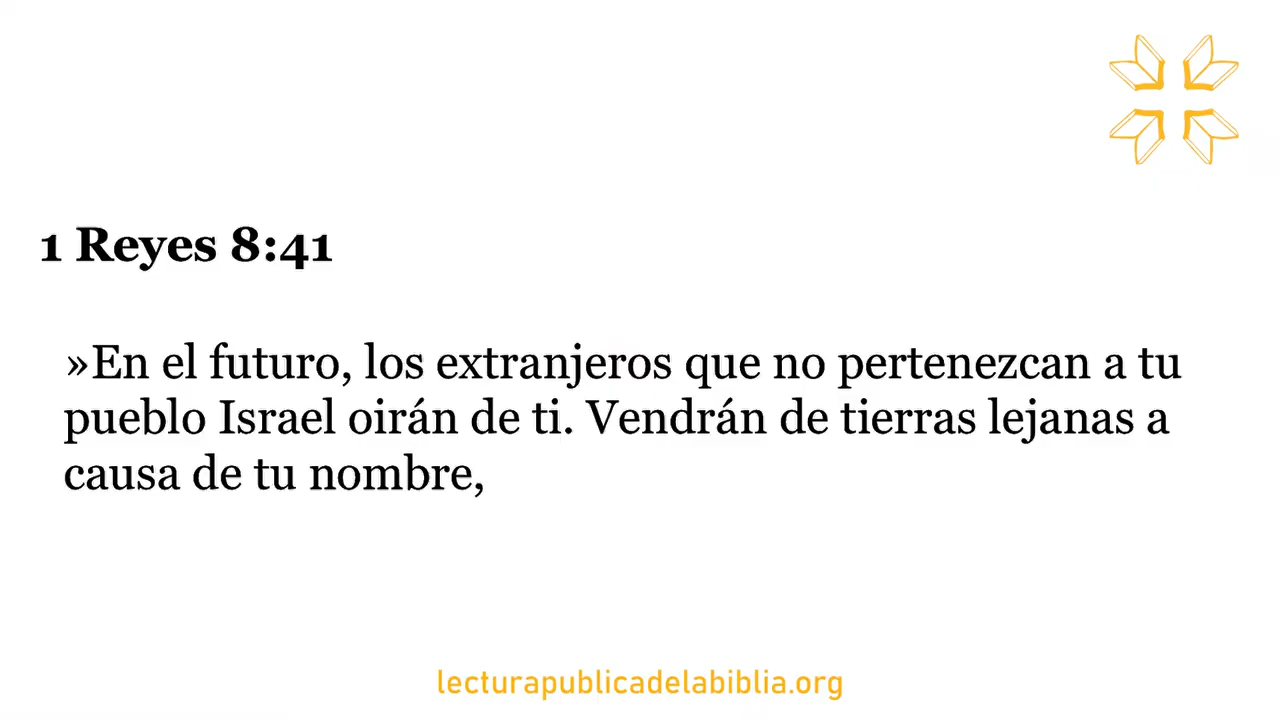 1 Reyes 8:41
»En el futuro, los extranjeros que no pertenezcan a tu
pueblo Israel oirán de ti. Vendrán de tierras lejanas a
causa de tu nombre,
lecturapublicadelabiblia.org